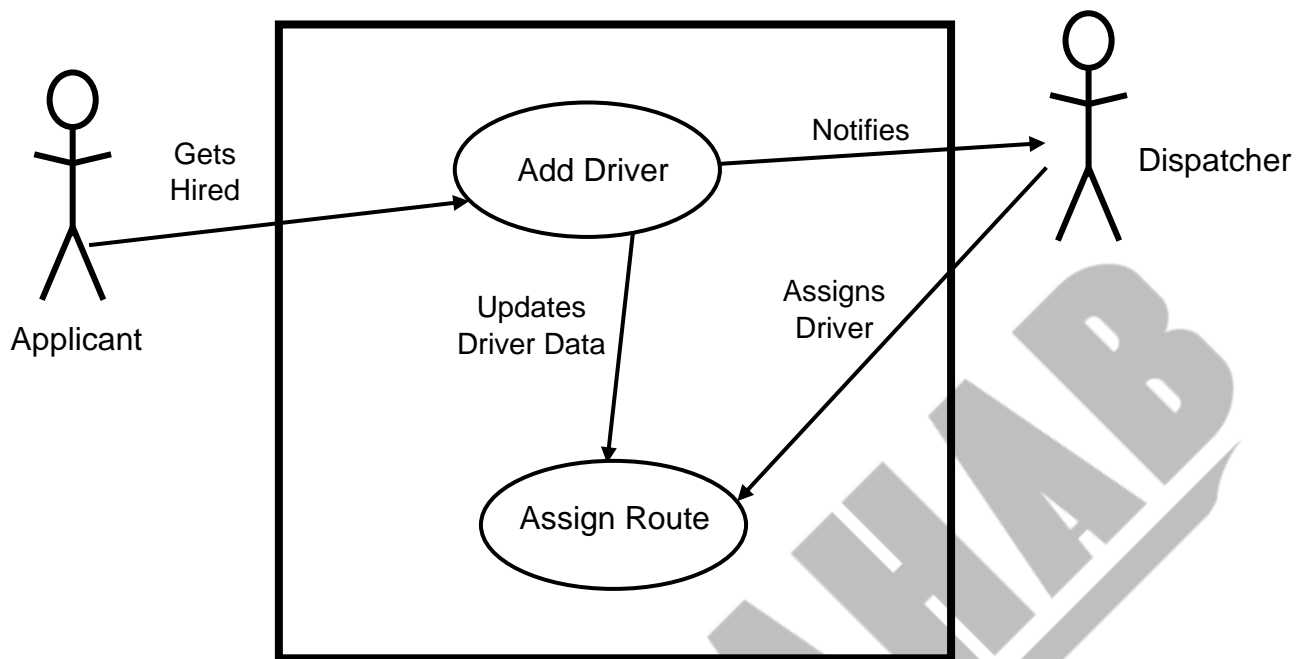 Gets
Hired
Add Driver
Notifies
Dispatcher
Applicant
Updates
Driver Data
Assigns
Driver
Assign Route